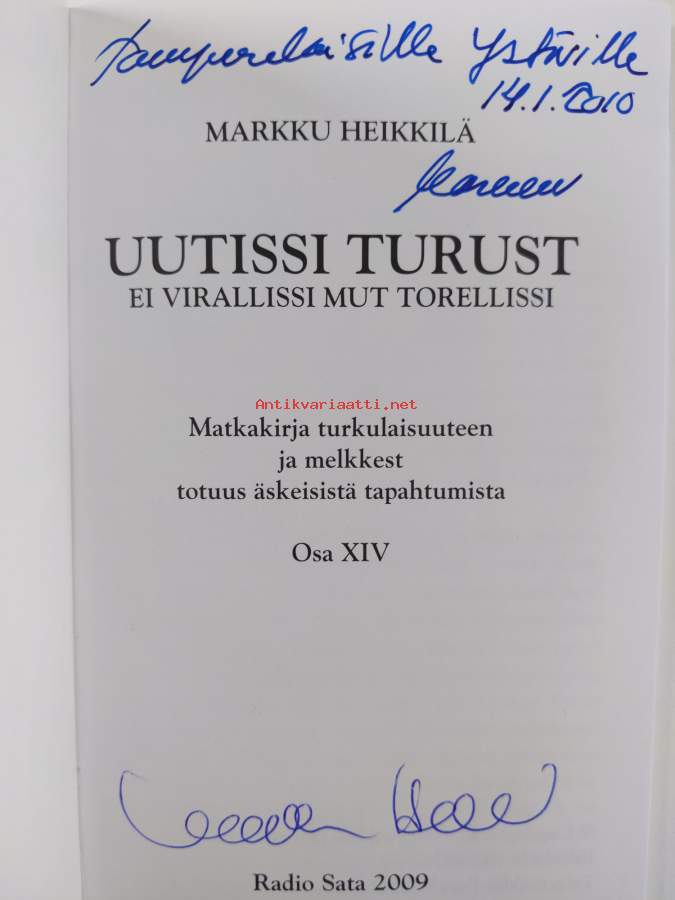 Tamperelaisille Ystäville
14.1.2010
MARKKU HEIKKILÄ
UUTISSI TURUST
EI VIRALLISSI MUT TORELLISSI
Antikvariaatti.net
Matkakirja turkulaisuuteen
ja melkkest
totuus äskeisistä tapahtumista
Osa XIV
Radio Sata 2009